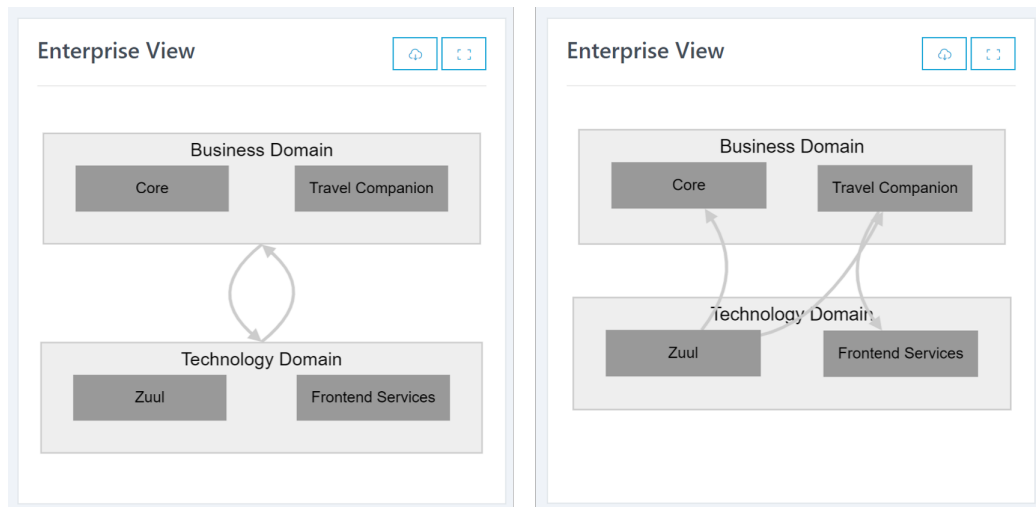 Enterprise View
Business Domain
Core
Travel Companion
Technology Domain
Zuul
Frontend Services
Enterprise View
Business Domain
Core
Travel Companion
Technology Domain
Zuul
Frontend Services